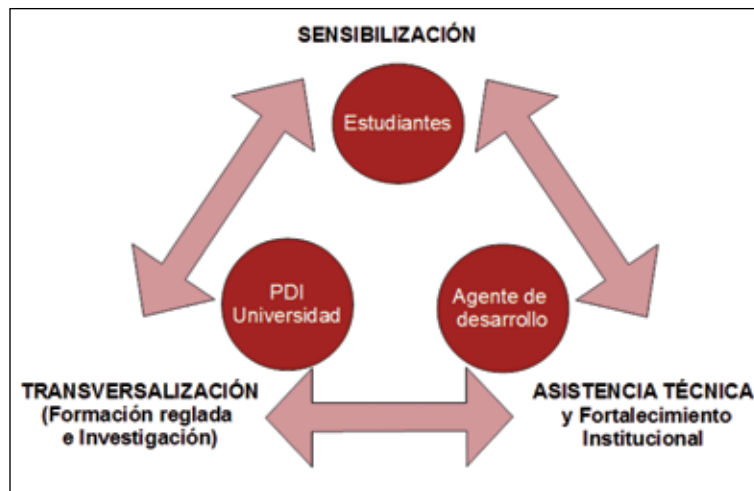 SENSIBILIZACIÓN
Estudiantes
PDI
Universidad
Agente de
desarrollo
TRANSVERSALIZACIÓN
(Formación reglada
e Investigación)
ASISTENCIA TÉCNICA
y Fortalecimiento
Institucional